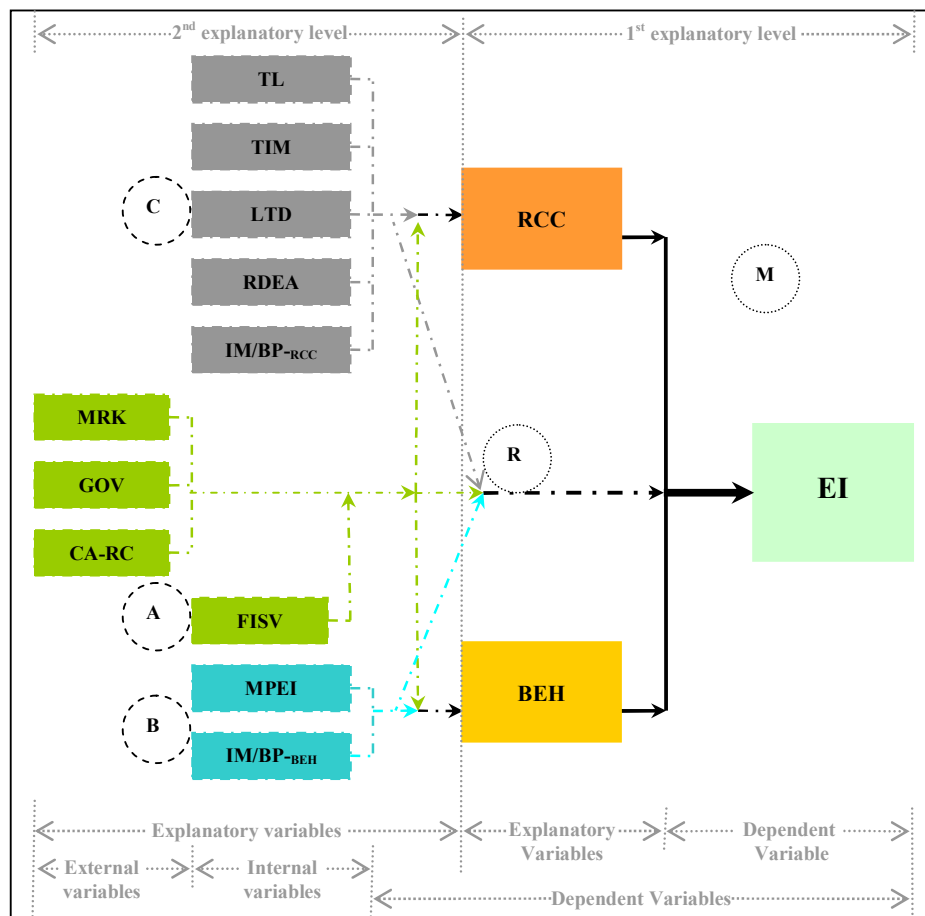 2nd explanatory level
1st explanatory level
TL
TIM
C
LTD
RCC
M
RDEA
IM/BP-RCC
MRK
R
GOV
EI
CA-RC
A
FISV
MPEI
BEH
B
IM/BP-BEH
Explanatory variables
Explanatory
Variables
Dependent
Variable
External
variables
Internal
variables
Dependent Variables